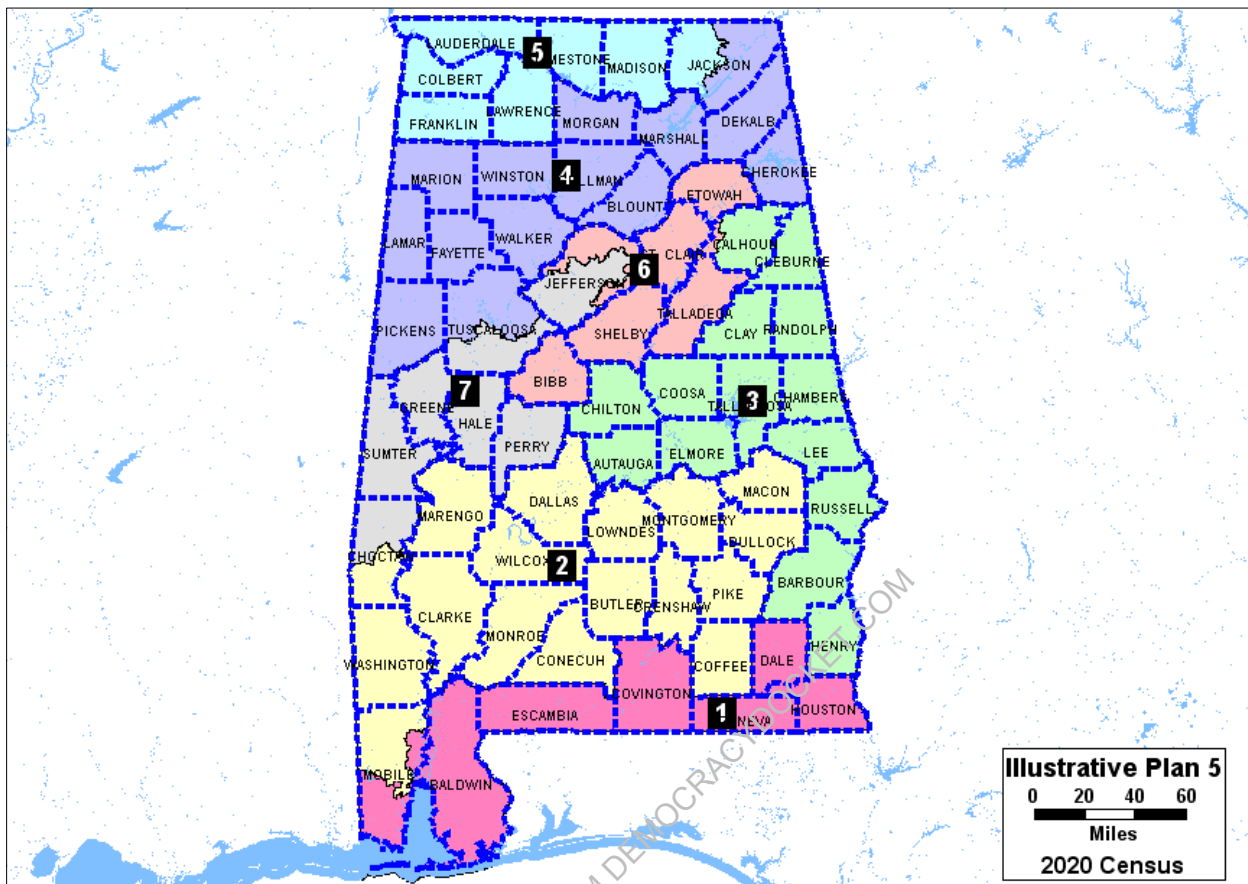 LAUDERDALE
5
MESTONE
MADISON
JACKSON
COLBERT
LAWRENCE
FRANKLIN
MORGAN
MARSHALL
DEKALB
MARION
WINSTON
4
LLMAN
BLOUNT
ETOWAH
CHEROKEE
LAMAR
FAYETTE
WALKER
JEFFERSON
6
T. CLAIR
CALHOUN
CLEBURNE
PICKENS
TUSCALOOSA
SHELBY
TALLADEGA
CLAY
RANDOLPH
BIBB
7
GREENE
HALE
PERRY
CHILTON
COOSA
3
TALLAPOOSA
CHAMBERS
SUMTER
AUTAUGA
ELMORE
LEE
MARENGO
DALLAS
LOWNDES
MONTGOMERY
MACON
RUSSELL
BULLOCK
CHOCTAW
WILCOX
2
BUTLER
CRENSHAW
PIKE
BARBOUR
CLARKE
MONROE
CONECUH
COFFEE
DALE
HENRY
WASHINGTON
COVINGTON
ESCAMBIA
1
NEVA
HOUSTON
MOBILE
BALDWIN
M DEMOCRACYDOCKET.COM
Illustrative Plan 5
0 20 40 60
Miles
2020 Census